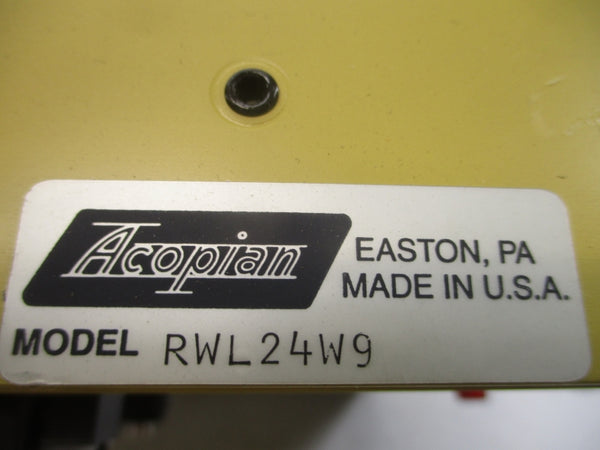 Acopian
EASTON, PA
MADE IN U.S.A.
MODEL RWL24W9